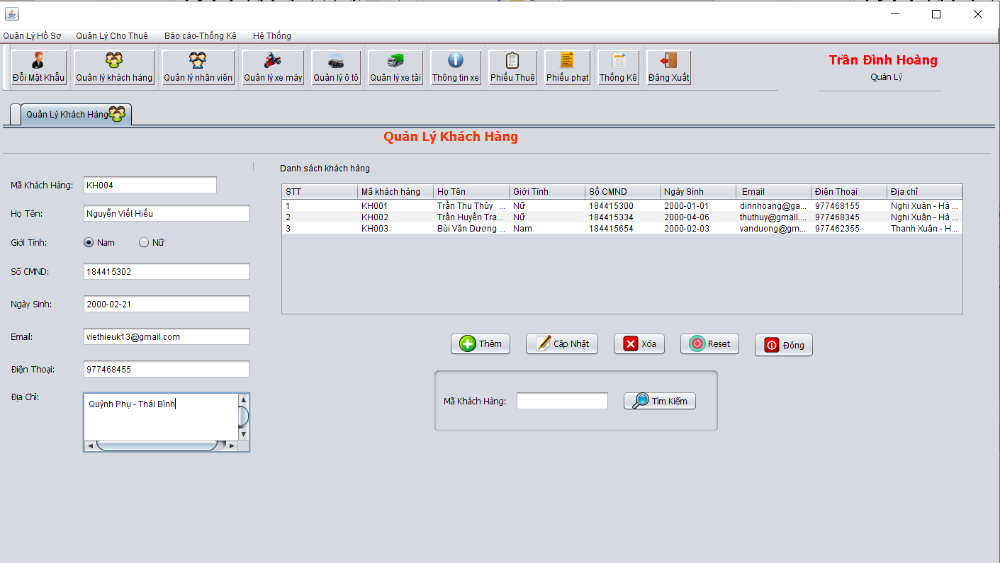 Quản Lý Hồ Sơ Quản Lý Cho Thuê Báo cáo-Thống Kê Hệ Thống
Đổi Mật Khẩu Quản lý khách hàng Quản lý nhân viên Quản lý xe máy Quản lý ô tô Quản lý xe tải Thông tin xe Phiếu Thuê Phiếu phạt Thống Kê Đăng Xuất
Trần Đình Hoàng
Quản Lý
Quản Lý Khách Hàng
Quản Lý Khách Hàng
Mã Khách Hàng: KH004
Họ Tên: Nguyễn Viết Hiếu
Giới Tính: Nam Nữ
Số CMND: 184415302
Ngày Sinh: 2000-02-21
Email: viethieuk13@gmail.com
Điện Thoại: 977468455
Địa Chỉ: Quỳnh Phụ - Thái Bình
Danh sách khách hàng
STT Mã khách hàng Họ Tên Giới Tính Số CMND Ngày Sinh Email Điện Thoại Địa chỉ
1 KH001 Trần Thu Thủy ... Nữ 184415300 2000-01-01 dinnhoang@ga... 977468155 Nghi Xuân - Hà ...
2 KH002 Trần Huyền Tra... Nữ 184415334 2000-04-06 thuthuy@gmail.... 977468345 Nghi Xuân - Hà ...
3 KH003 Bùi Văn Dương ... Nam 184415654 2000-02-03 vanduong@gm... 977462355 Thanh Xuân - H...
Thêm Cập Nhật Xóa Reset Đóng
Mã Khách Hàng: Tìm Kiếm